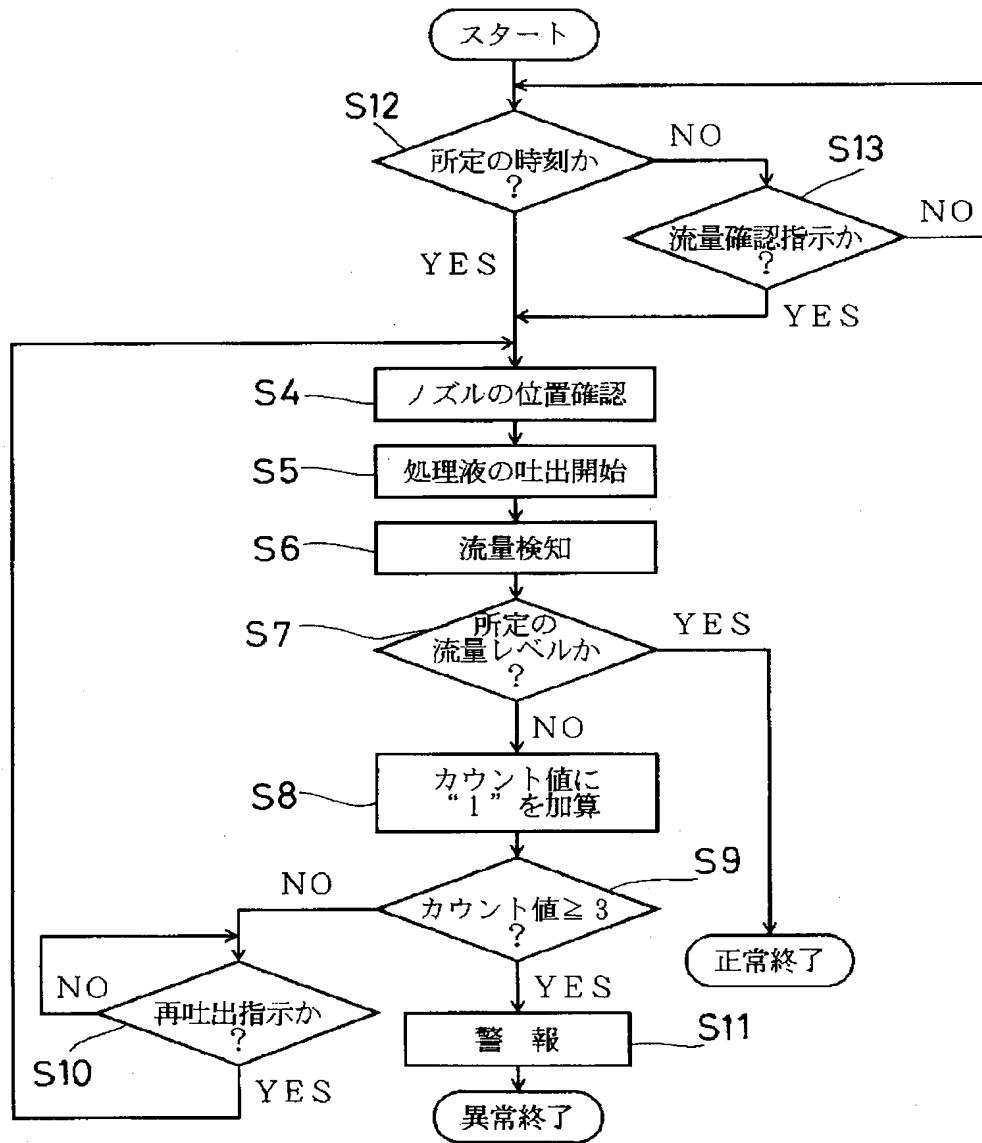 スタート
S12
所定の時刻か
?
NO
S13
流量確認指示か
?
NO
YES
YES
S4
ノズルの位置確認
S5
処理液の吐出開始
S6
流量検知
S7
所定の
流量レベルか
?
YES
NO
S8
カウント値に
“1”を加算
S9
カウント値≧3
?
NO
YES
正常終了
NO
再吐出指示か
?
S10
YES
警報
S11
異常終了